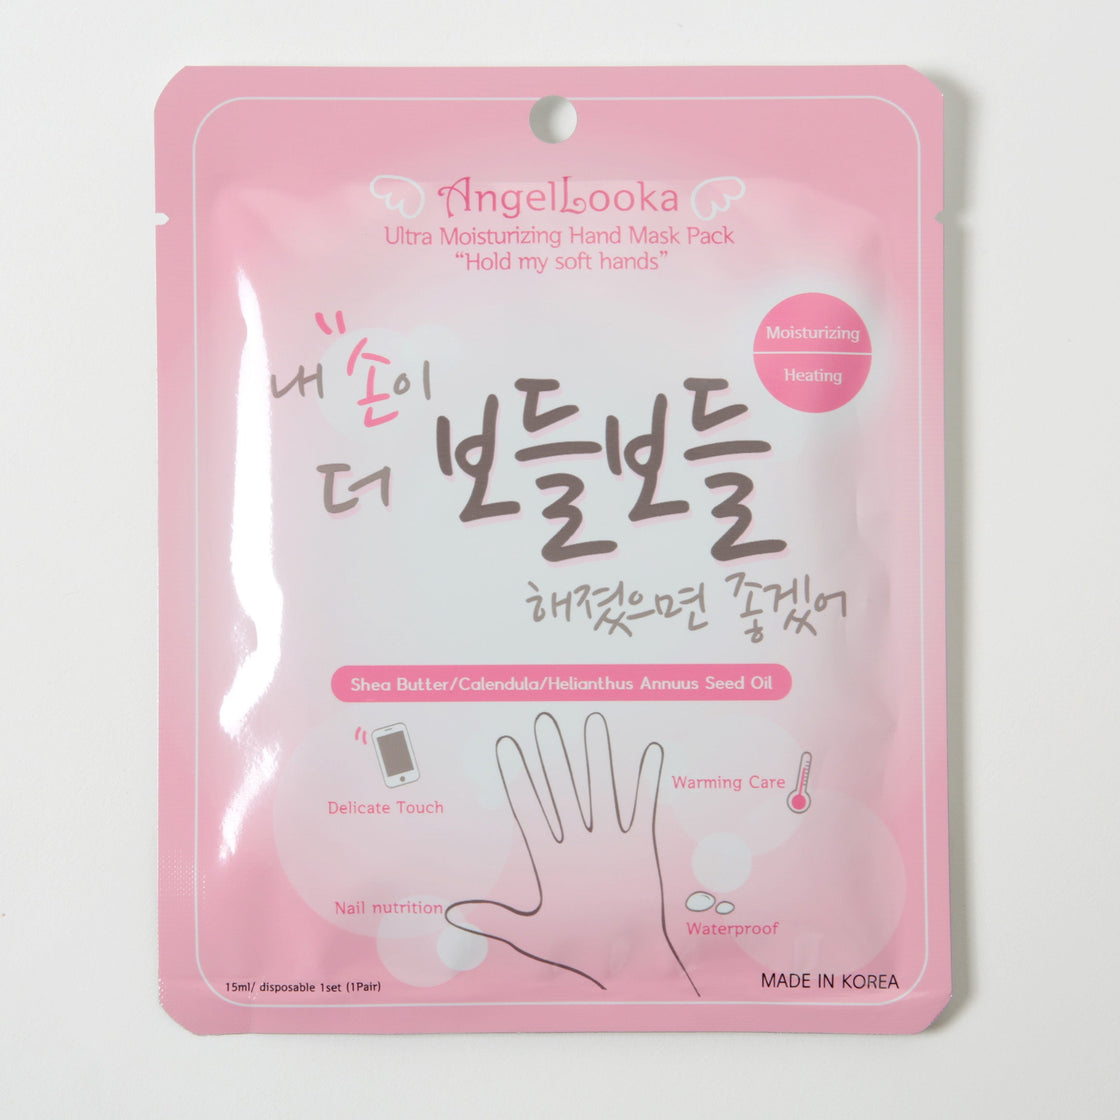 AngelLooka
Ultra Moisturizing Hand Mask Pack
“Hold my soft hands”
Moisturizing
Heating
내 손이
더 보들보들
해졌으면 좋겠어
Shea Butter/Calendula/Helianthus Annuus Seed Oil
Delicate Touch
Warming Care
Nail nutrition
Waterproof
15ml/ disposable 1set (1Pair)
MADE IN KOREA